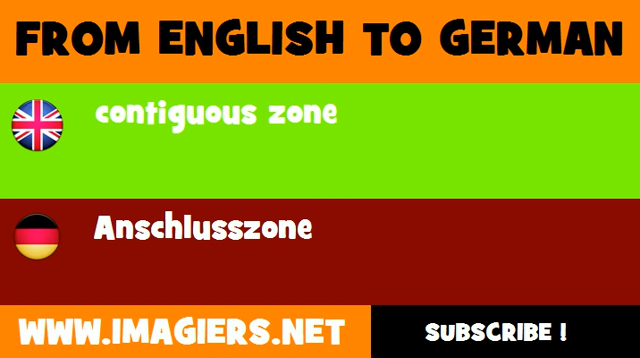 FROM ENGLISH TO GERMAN
contiguous zone
Anschlusszone
WWW.IMAGIERS.NET
SUBSCRIBE !